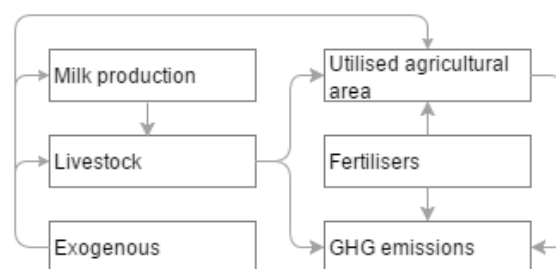 Milk production
Utilised agricultural
area
Livestock
Fertilisers
Exogenous
GHG emissions